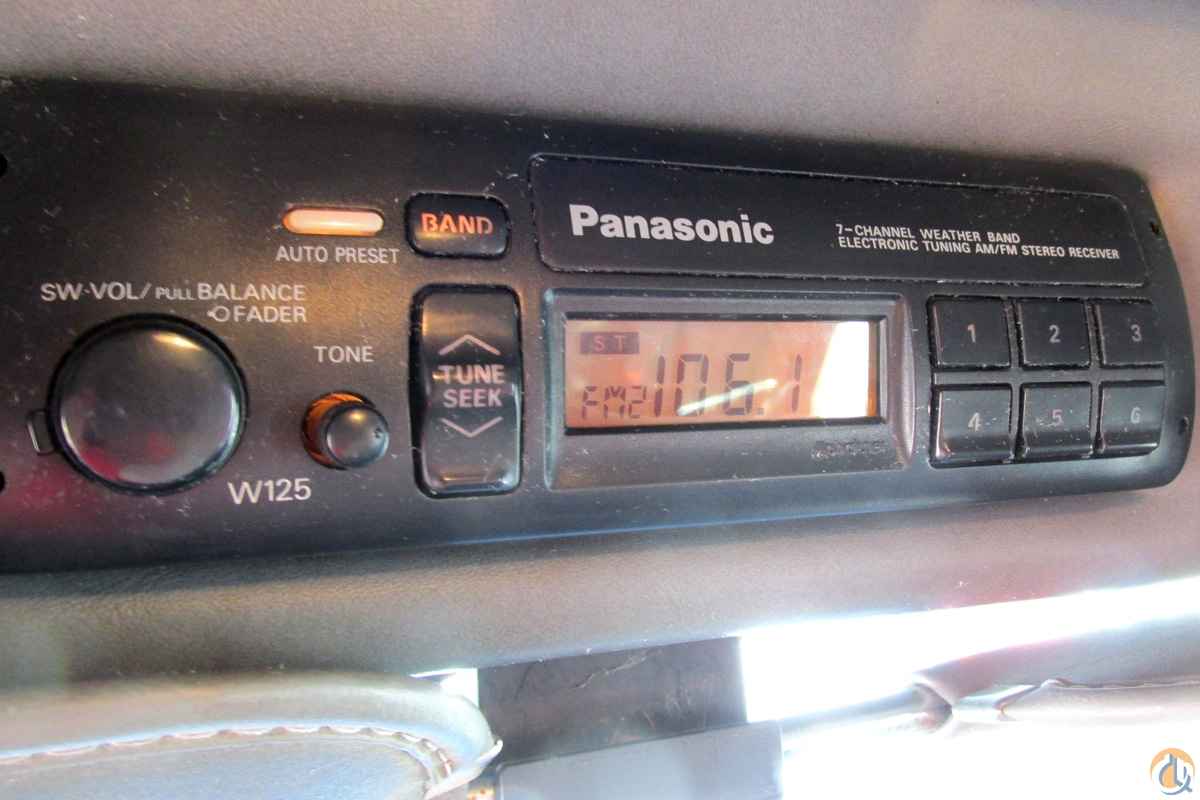 AUTO PRESET
BAND
Panasonic
7-CHANNEL WEATHER BAND
ELECTRONIC TUNING AM/FM STEREO RECEIVER
SW-VOL/PULL BALANCE
FADER
TONE
W125
TUNE
SEEK
ST
FM2 106.1
1 2 3
4 5 6